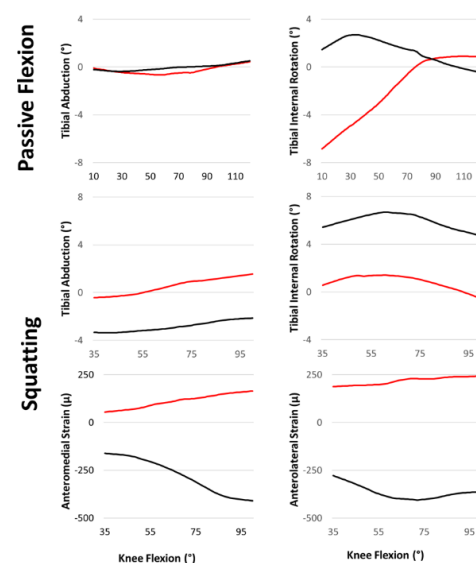 Passive Flexion
Tibial Abduction (°)
4
0
-4
-8
10 30 50 70 90 110
Tibial Internal Rotation (°)
4
0
-4
-8
10 30 50 70 90 110
Squatting
Tibial Abduction (°)
8
4
0
-4
35 55 75 95
Tibial Internal Rotation (°)
8
4
0
-4
35 55 75 95
Anteromedial Strain (µ)
250
0
-250
-500
35 55 75 95
Knee Flexion (°)
Anterolateral Strain (µ)
250
0
-250
-500
35 55 75 95
Knee Flexion (°)